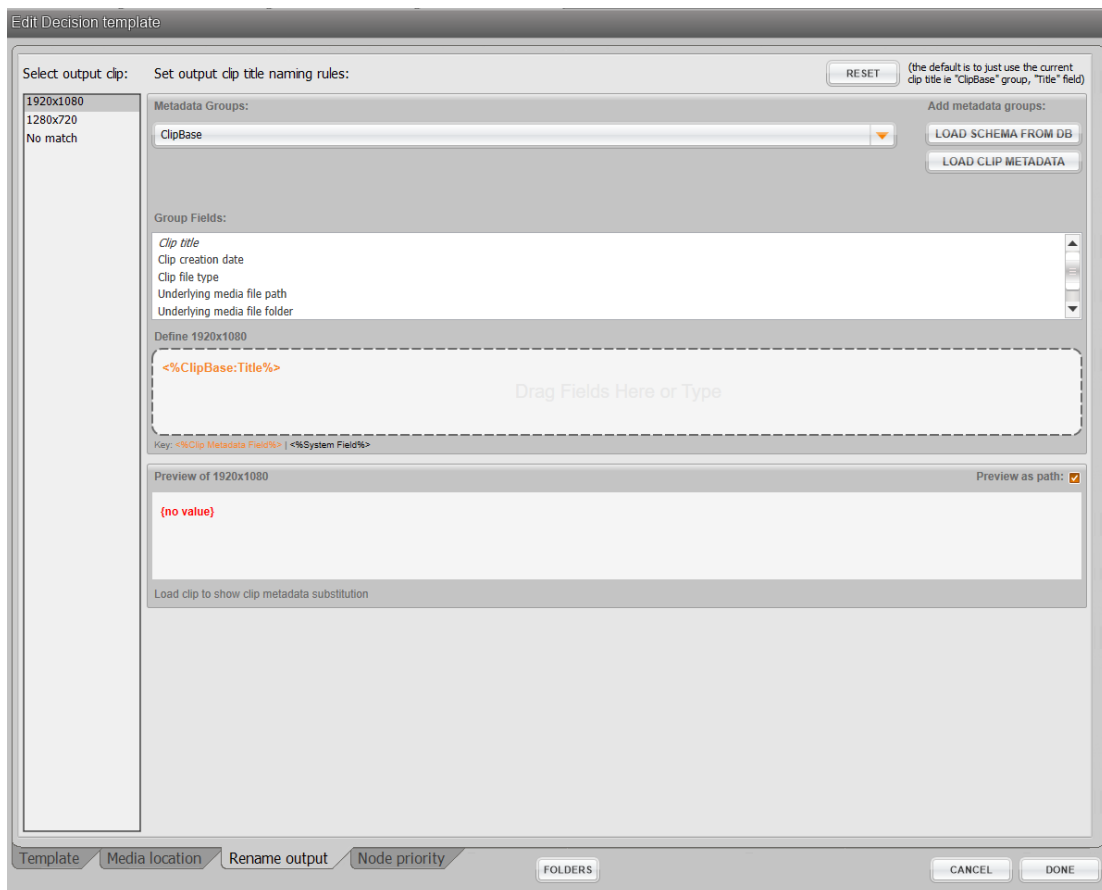 Edit Decision template
Select output clip:
Set output clip title naming rules:
RESET
(the default is to just use the current
clip title ie "ClipBase" group, "Title" field)
1920x1080
1280x720
No match
Metadata Groups:
Add metadata groups:
ClipBase
LOAD SCHEMA FROM DB
LOAD CLIP METADATA
Group Fields:
Clip title
Clip creation date
Clip file type
Underlying media file path
Underlying media file folder
Define 1920x1080
<%ClipBase:Title%>
Drag Fields Here or Type
Key: <%Clip Metadata Field%> | <%System Field%>
Preview of 1920x1080
Preview as path:
{no value}
Load clip to show clip metadata substitution
Template
Media location
Rename output
Node priority
FOLDERS
CANCEL
DONE